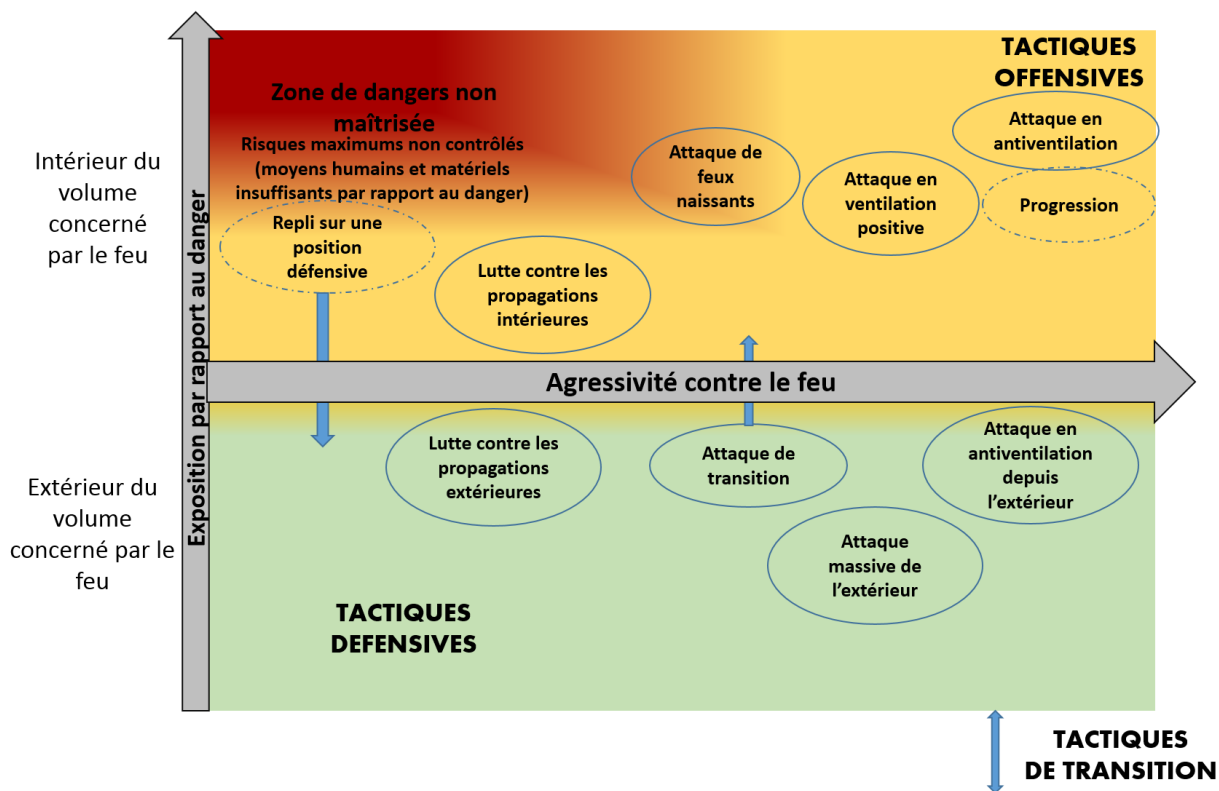 TACTIQUES
OFFENSIVES
Zone de dangers non
maîtrisée
Risques maximums non contrôlés
(moyens humains et matériels
insuffisants par rapport au danger)
Repli sur une
position
défensive
Lutte contre les
propagations
intérieures
Attaque de
feux
naissants
Attaque en
ventilation
positive
Attaque en
antiventilation
Progression
Intérieur du
volume
concerné
par le feu
Exposition par rapport au danger
Agressivité contre le feu
Extérieur du
volume
concerné par le
feu
Lutte contre les
propagations
extérieures
Attaque de
transition
Attaque en
antiventilation
depuis
l’extérieur
Attaque
massive de
l’extérieur
TACTIQUES
DEFENSIVES
TACTIQUES
DE TRANSITION